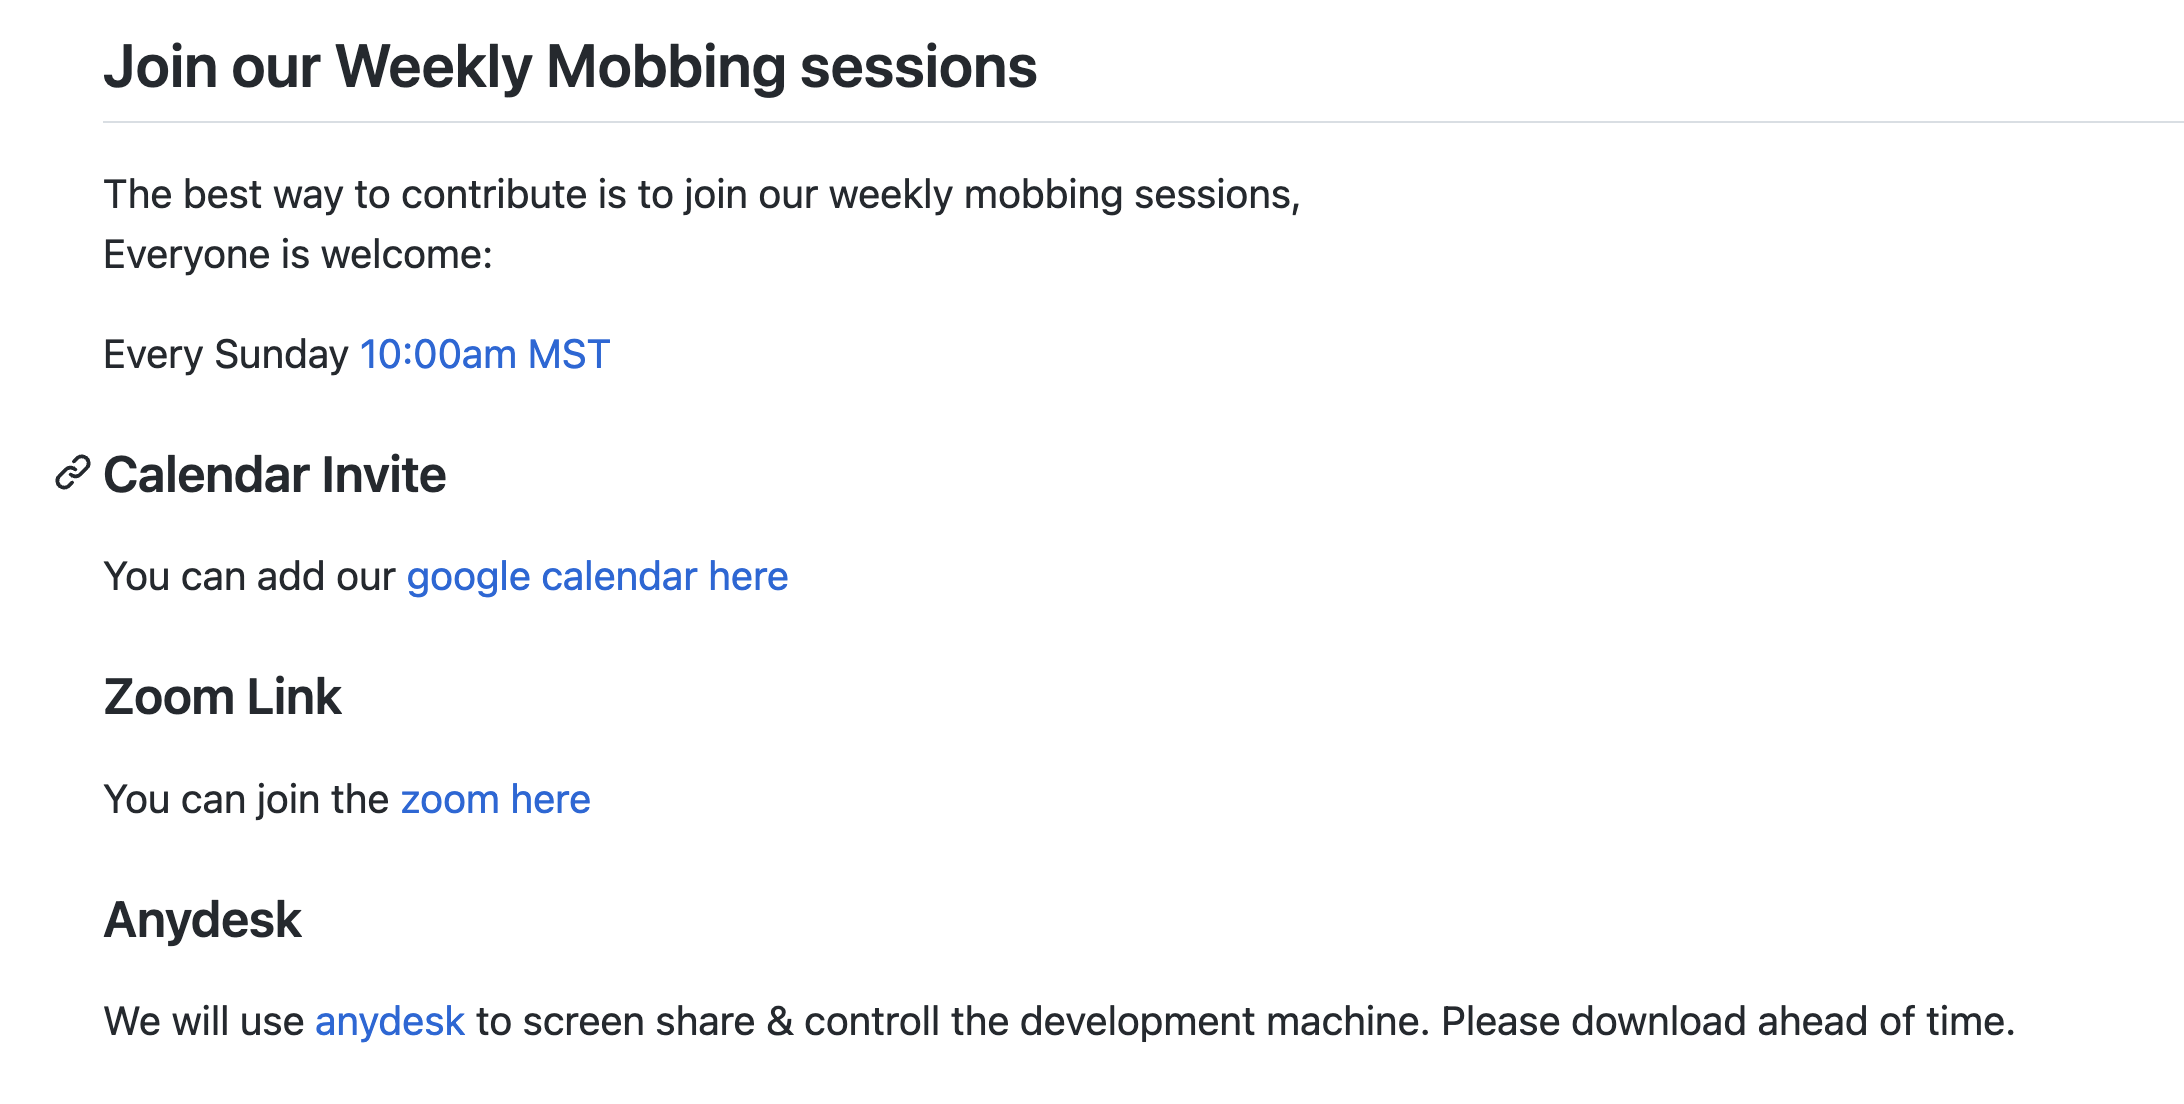 Join our Weekly Mobbing sessions
The best way to contribute is to join our weekly mobbing sessions,
Everyone is welcome:
Every Sunday 10:00am MST
Calendar Invite
You can add our google calendar here
Zoom Link
You can join the zoom here
Anydesk
We will use anydesk to screen share & controll the development machine. Please download ahead of time.